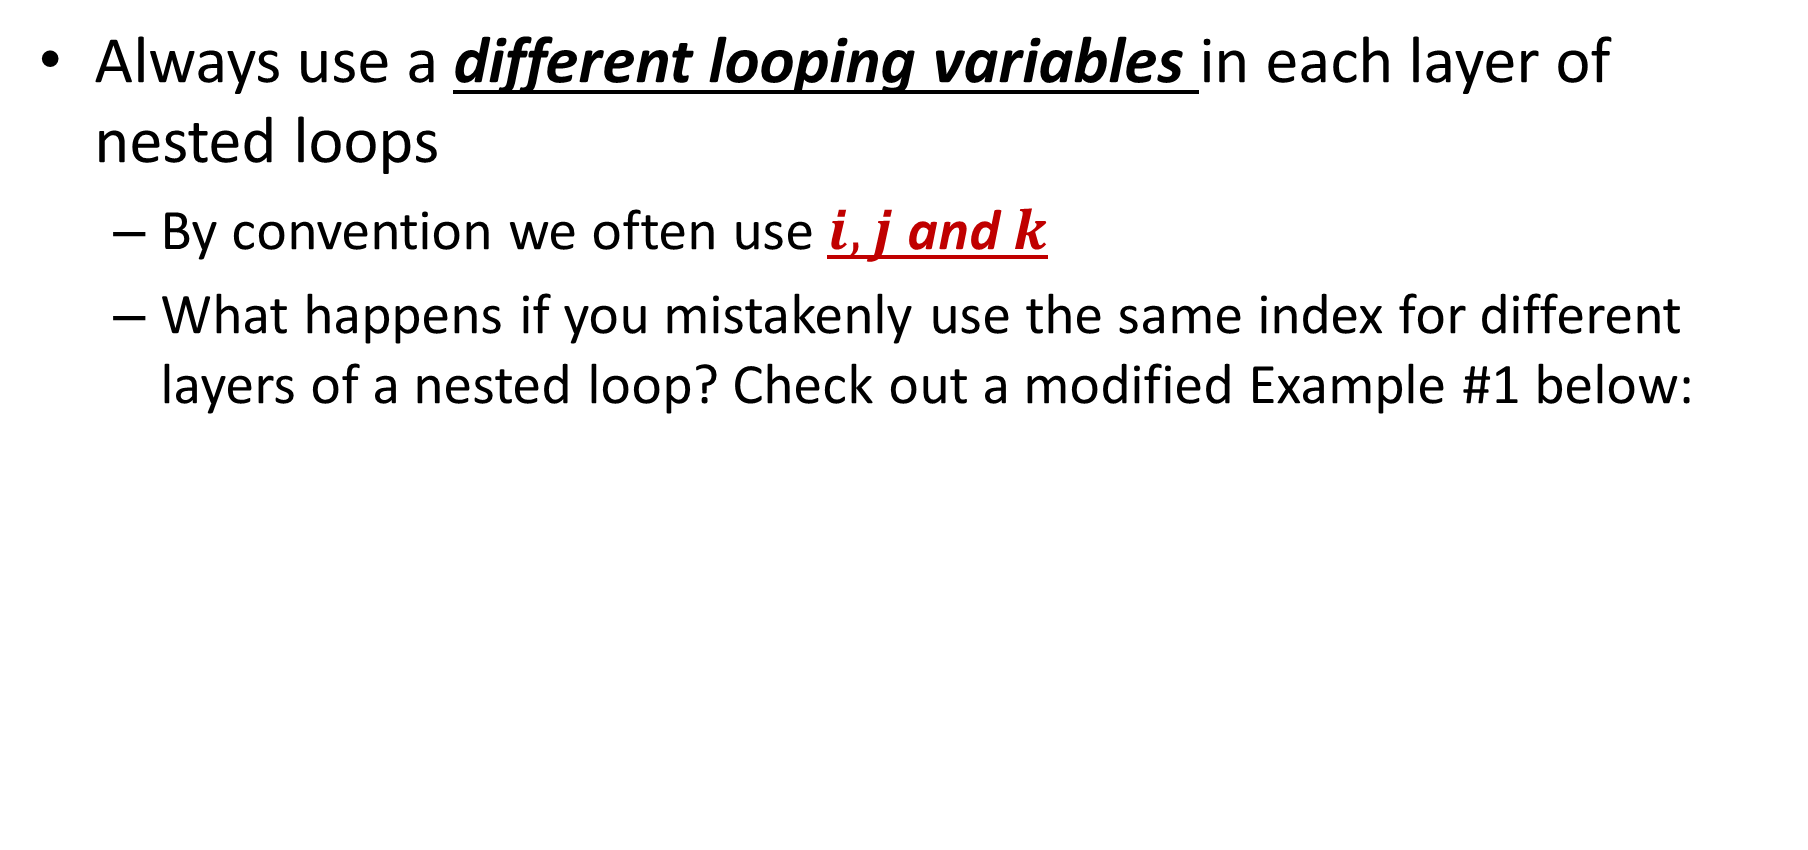 • Always use a different looping variables in each layer of
nested loops
– By convention we often use i, j and k
– What happens if you mistakenly use the same index for different
layers of a nested loop? Check out a modified Example #1 below: